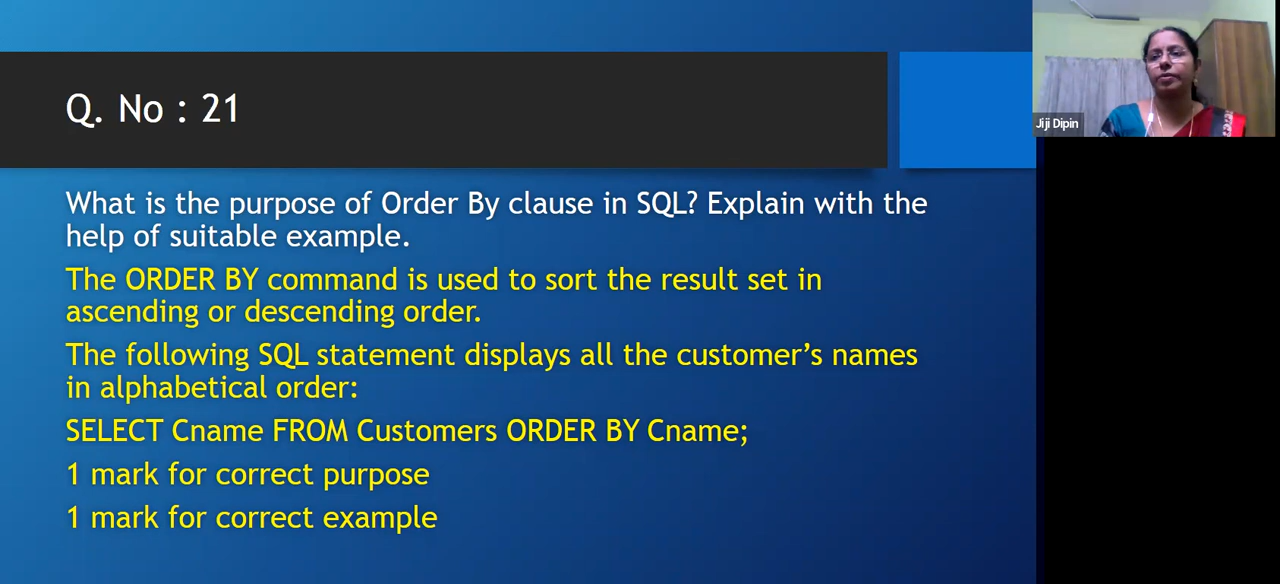 Q. No : 21
Jiji Dipin
What is the purpose of Order By clause in SQL? Explain with the
help of suitable example.
The ORDER BY command is used to sort the result set in
ascending or descending order.
The following SQL statement displays all the customer’s names
in alphabetical order:
SELECT Cname FROM Customers ORDER BY Cname;
1 mark for correct purpose
1 mark for correct example